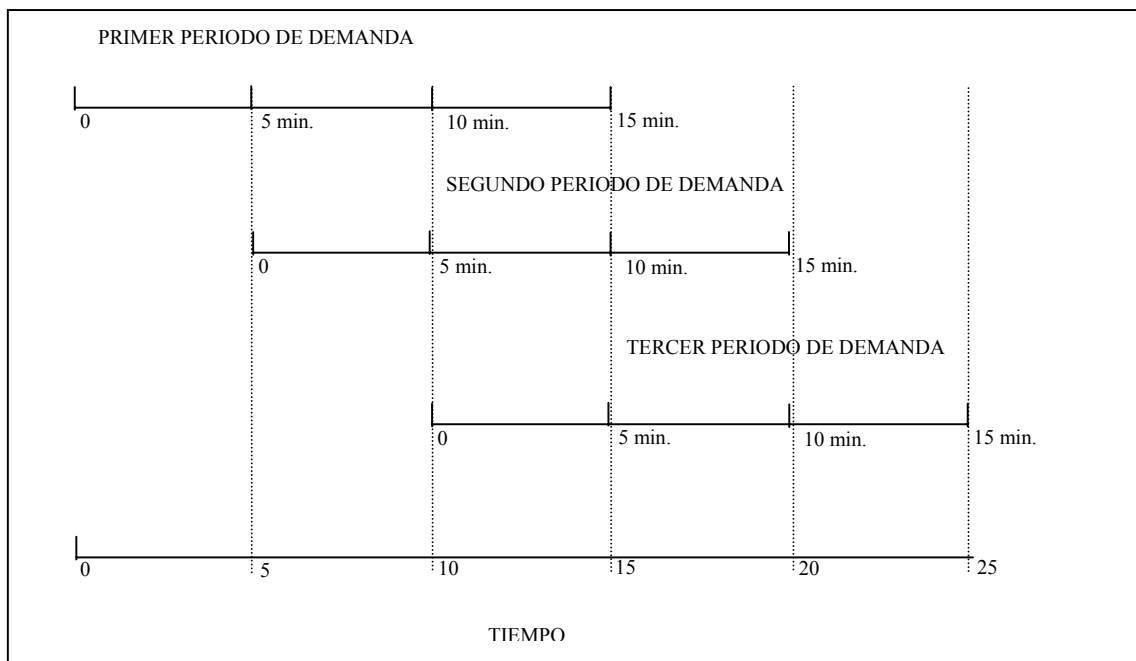 PRIMER PERIODO DE DEMANDA
0 5 min. 10 min. 15 min.
SEGUNDO PERIODO DE DEMANDA
0 5 min. 10 min. 15 min.
TERCER PERIODO DE DEMANDA
0 5 min. 10 min. 15 min.
0 5 10 15 20 25
TIEMPO